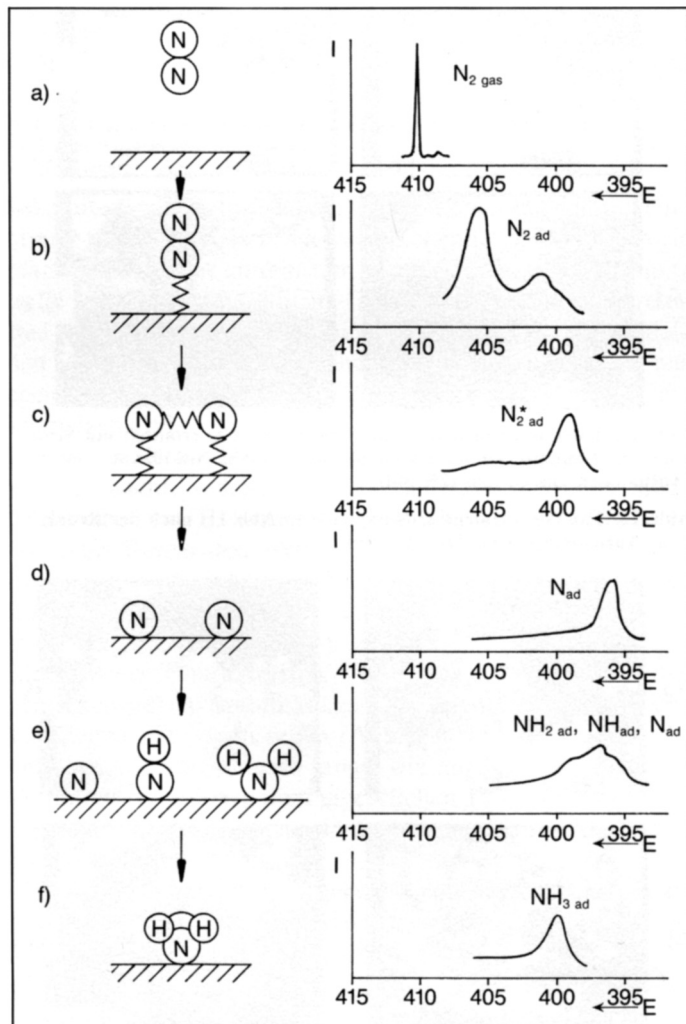 a)
N
N
I
N2 gas
415 410 405 400 395
←E
b)
N
N
I
N2 ad
415 410 405 400 395
←E
c)
N N
I
N2* ad
415 410 405 400 395
←E
d)
N N
I
Nad
415 410 405 400 395
←E
e)
N H N H N H
I
NH2 ad, NHad, Nad
415 410 405 400 395
←E
f)
H N H
I
NH3 ad
415 410 405 400 395
←E